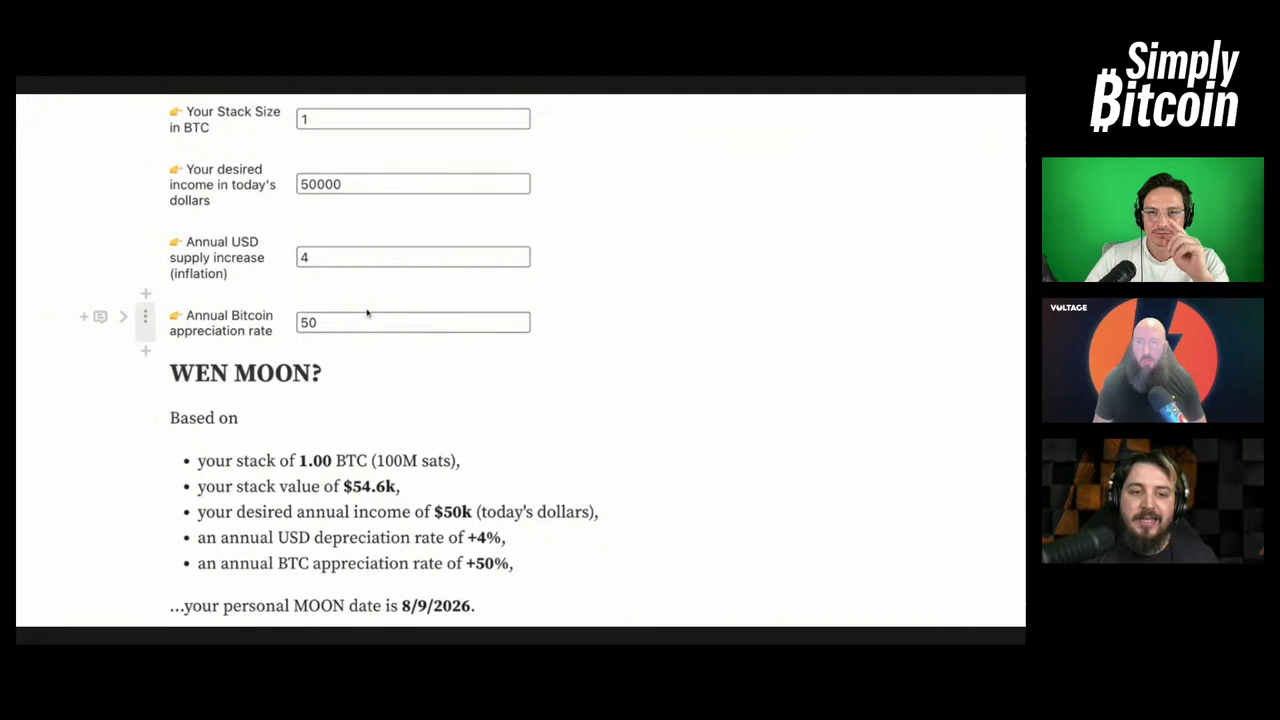 Simply
Bitcoin
👉 Your Stack Size
in BTC
1
👉 Your desired
income in today's
dollars
50000
👉 Annual USD
supply increase
(inflation)
4
👉 Annual Bitcoin
appreciation rate
50
WEN MOON?
Based on
• your stack of 1.00 BTC (100M sats),
• your stack value of $54.6k,
• your desired annual income of $50k (today's dollars),
• an annual USD depreciation rate of +4%,
• an annual BTC appreciation rate of +50%,
...your personal MOON date is 8/9/2026.
VOLTAGE